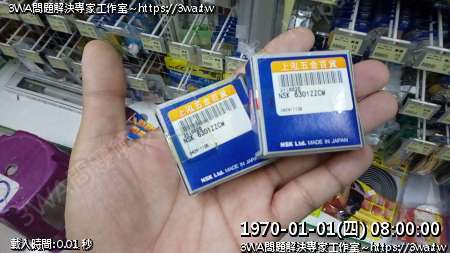 3WA問題解決專家工作室~https://3wa.tw
上泓五金百貨
NSK 6301ZZCM
NSK Ltd. MADE IN JAPAN
上泓五金百貨
NSK 6301ZZCM
NSK Ltd. MADE IN JAPAN
1970-01-01(四) 08:00:00
載入時間:0.01 秒
3WA問題解決專家工作室~https://3wa.tw